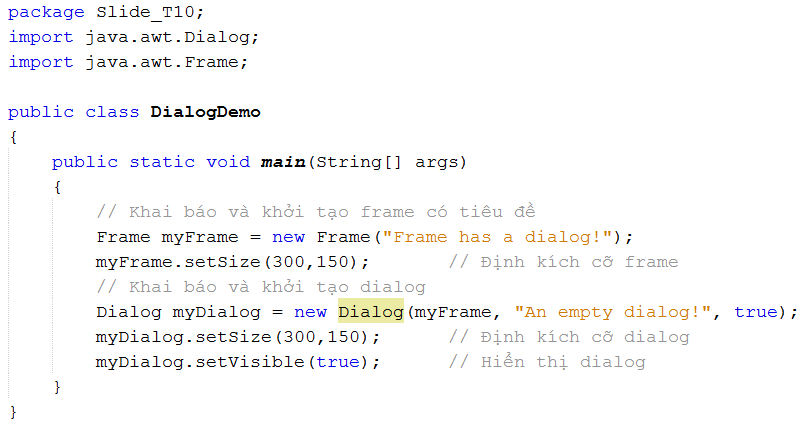 package Slide_T10;
import java.awt.Dialog;
import java.awt.Frame;
public class DialogDemo
{
public static void main(String[] args)
{
// Khai báo và khởi tạo frame có tiêu đề
Frame myFrame = new Frame("Frame has a dialog!");
myFrame.setSize(300,150); // Định kích cỡ frame
// Khai báo và khởi tạo dialog
Dialog myDialog = new Dialog(myFrame, "An empty dialog!", true);
myDialog.setSize(300,150); // Định kích cỡ dialog
myDialog.setVisible(true); // Hiển thị dialog
}
}